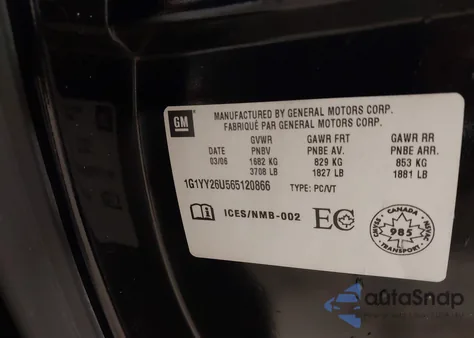 GM
MANUFACTURED BY GENERAL MOTORS CORP.
FABRIQUÉ PAR GENERAL MOTORS CORP.
GVWR GAWR FRT GAWR RR
DATE PNBV PNBE AV. PNBE ARR.
03/06 1682 KG 829 KG 853 KG
3708 LB 1827 LB 1881 LB
1G1YY26U565120866 TYPE: PC/VT
ICES/NMB-002 EC
CANADA
985
TRANSPORT
NSVAC
autaSnap